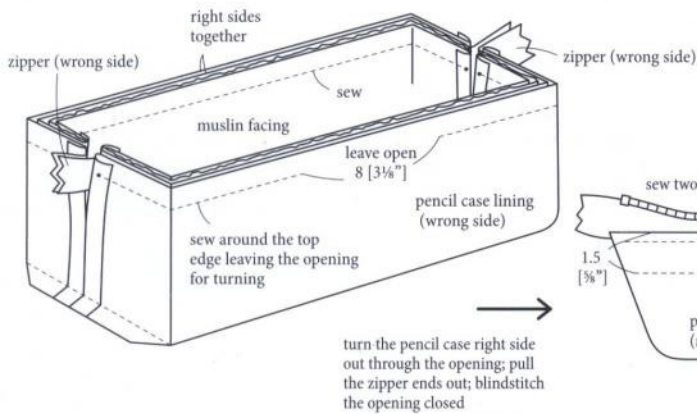 right sides
together
zipper (wrong side)
zipper (wrong side)
sew
muslin facing
leave open
8 [3⅛”]
pencil case lining
(wrong side)
sew around the top
edge leaving the opening
for turning
sew two
1.5
[⅝”]
turn the pencil case right side
out through the opening; pull
the zipper ends out; blindstitch
the opening closed